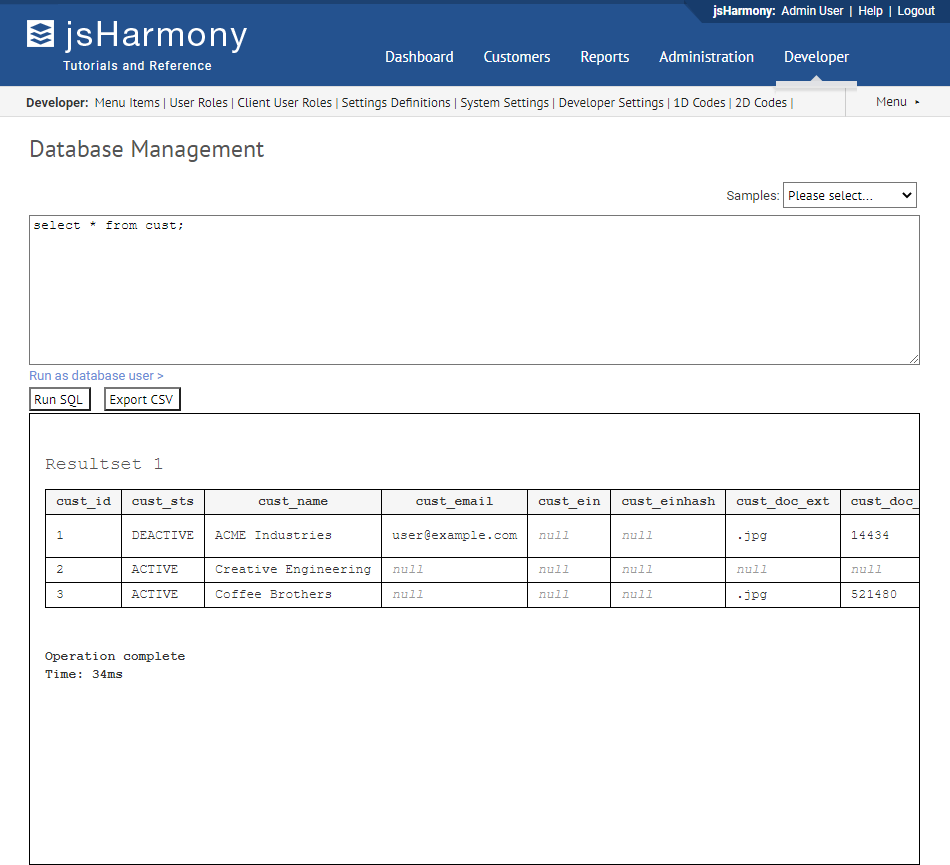 jsHarmony: Admin User | Help | Logout
jsHarmony
Tutorials and Reference
Dashboard Customers Reports Administration Developer
Developer: Menu Items | User Roles | Client User Roles | Settings Definitions | System Settings | Developer Settings | 1D Codes | 2D Codes | Menu ▸
Database Management
Samples: Please select...
select * from cust;
Run as database user >
Run SQL Export CSV
Resultset 1
cust_id cust_sts cust_name cust_email cust_ein cust_einhash cust_doc_ext cust_doc_
1 DEACTIVE ACME Industries user@example.com null null .jpg 14434
2 ACTIVE Creative Engineering null null null null null
3 ACTIVE Coffee Brothers null null null .jpg 521480
Operation complete
Time: 34ms